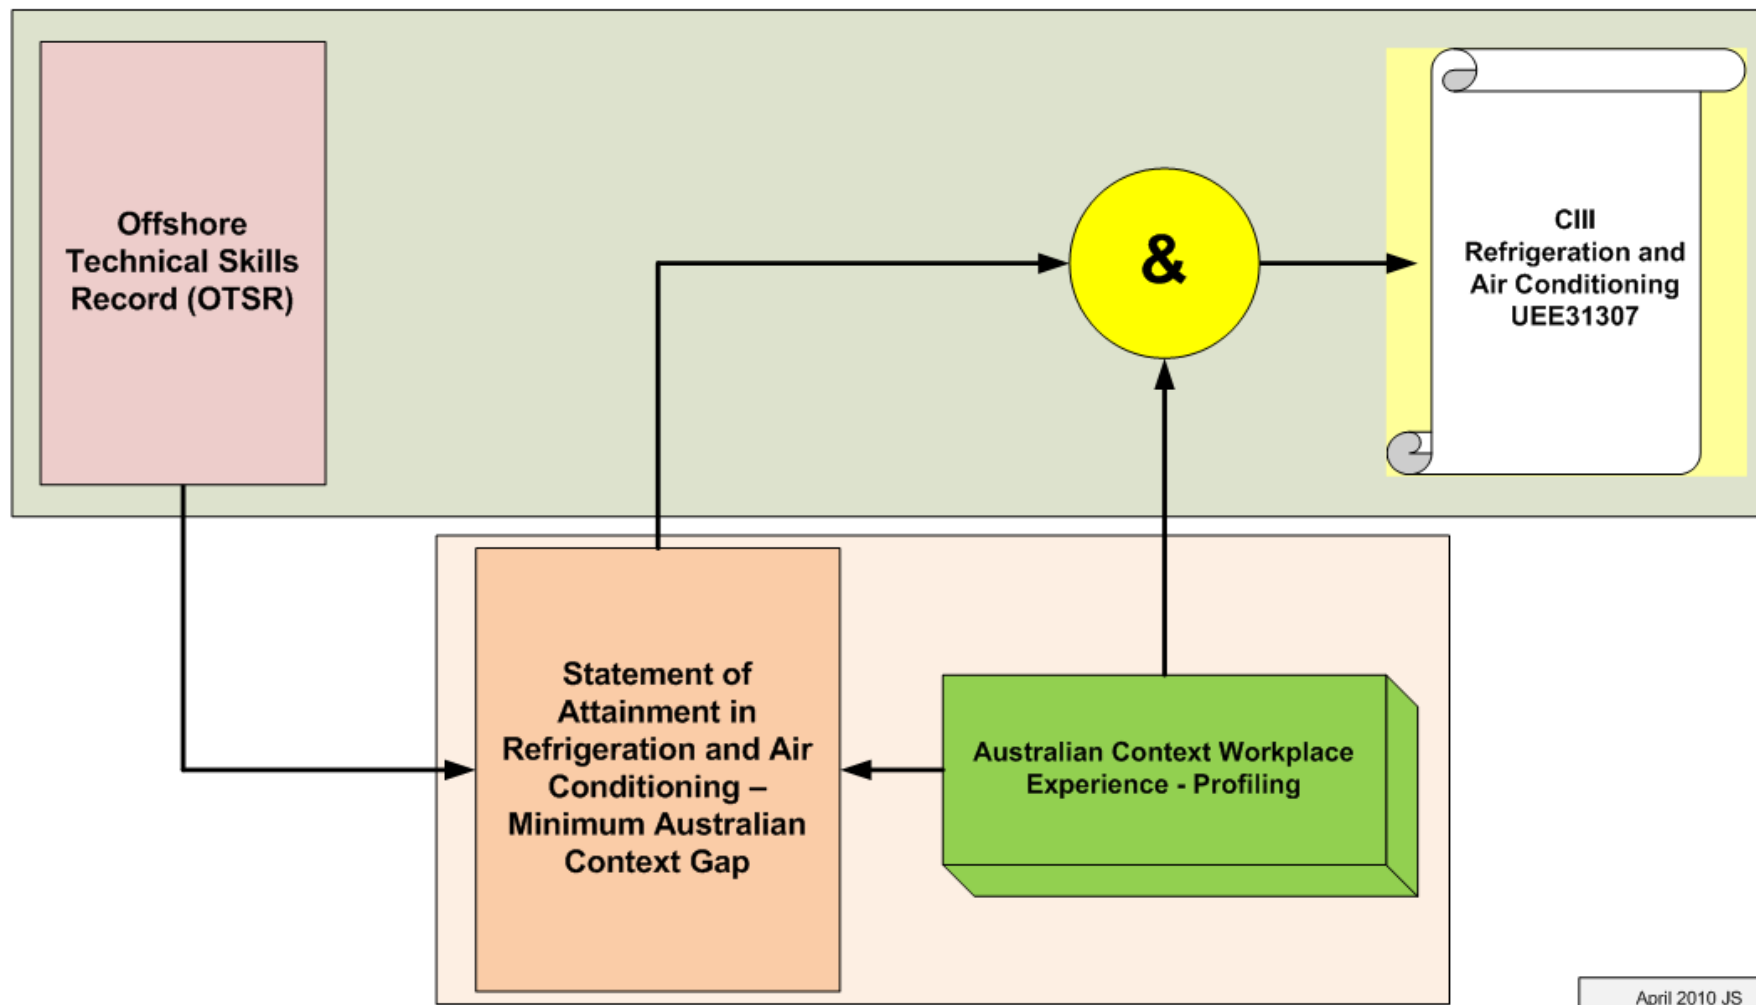 Offshore
Technical Skills
Record (OTSR)
&
CIII
Refrigeration and
Air Conditioning
UEE31307
Statement of
Attainment in
Refrigeration and Air
Conditioning –
Minimum Australian
Context Gap
Australian Context Workplace
Experience - Profiling
April 2010 JS